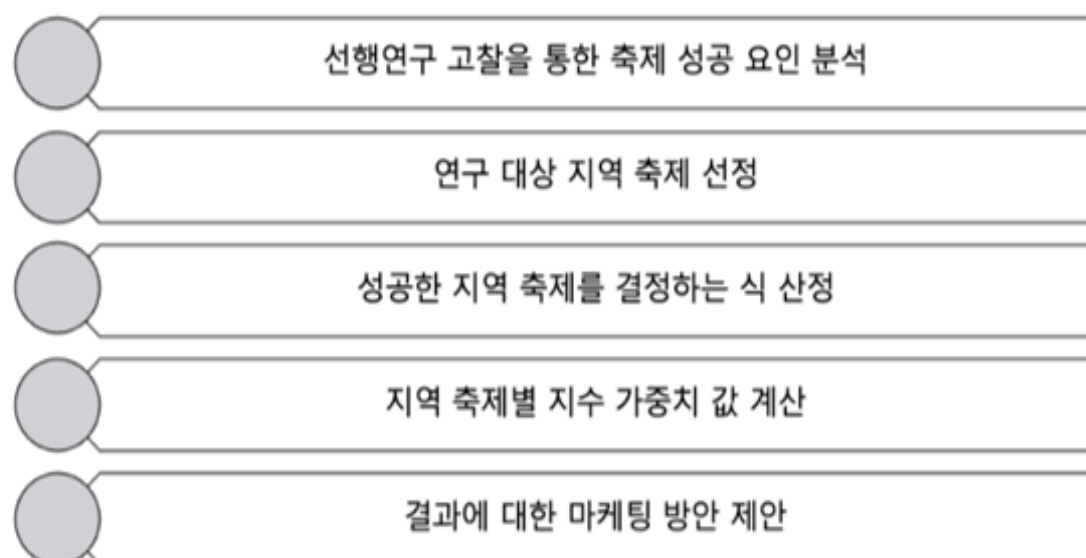 선행연구 고찰을 통한 축제 성공 요인 분석
연구 대상 지역 축제 선정
성공한 지역 축제를 결정하는 식 산정
지역 축제별 지수 가중치 값 계산
결과에 대한 마케팅 방안 제안